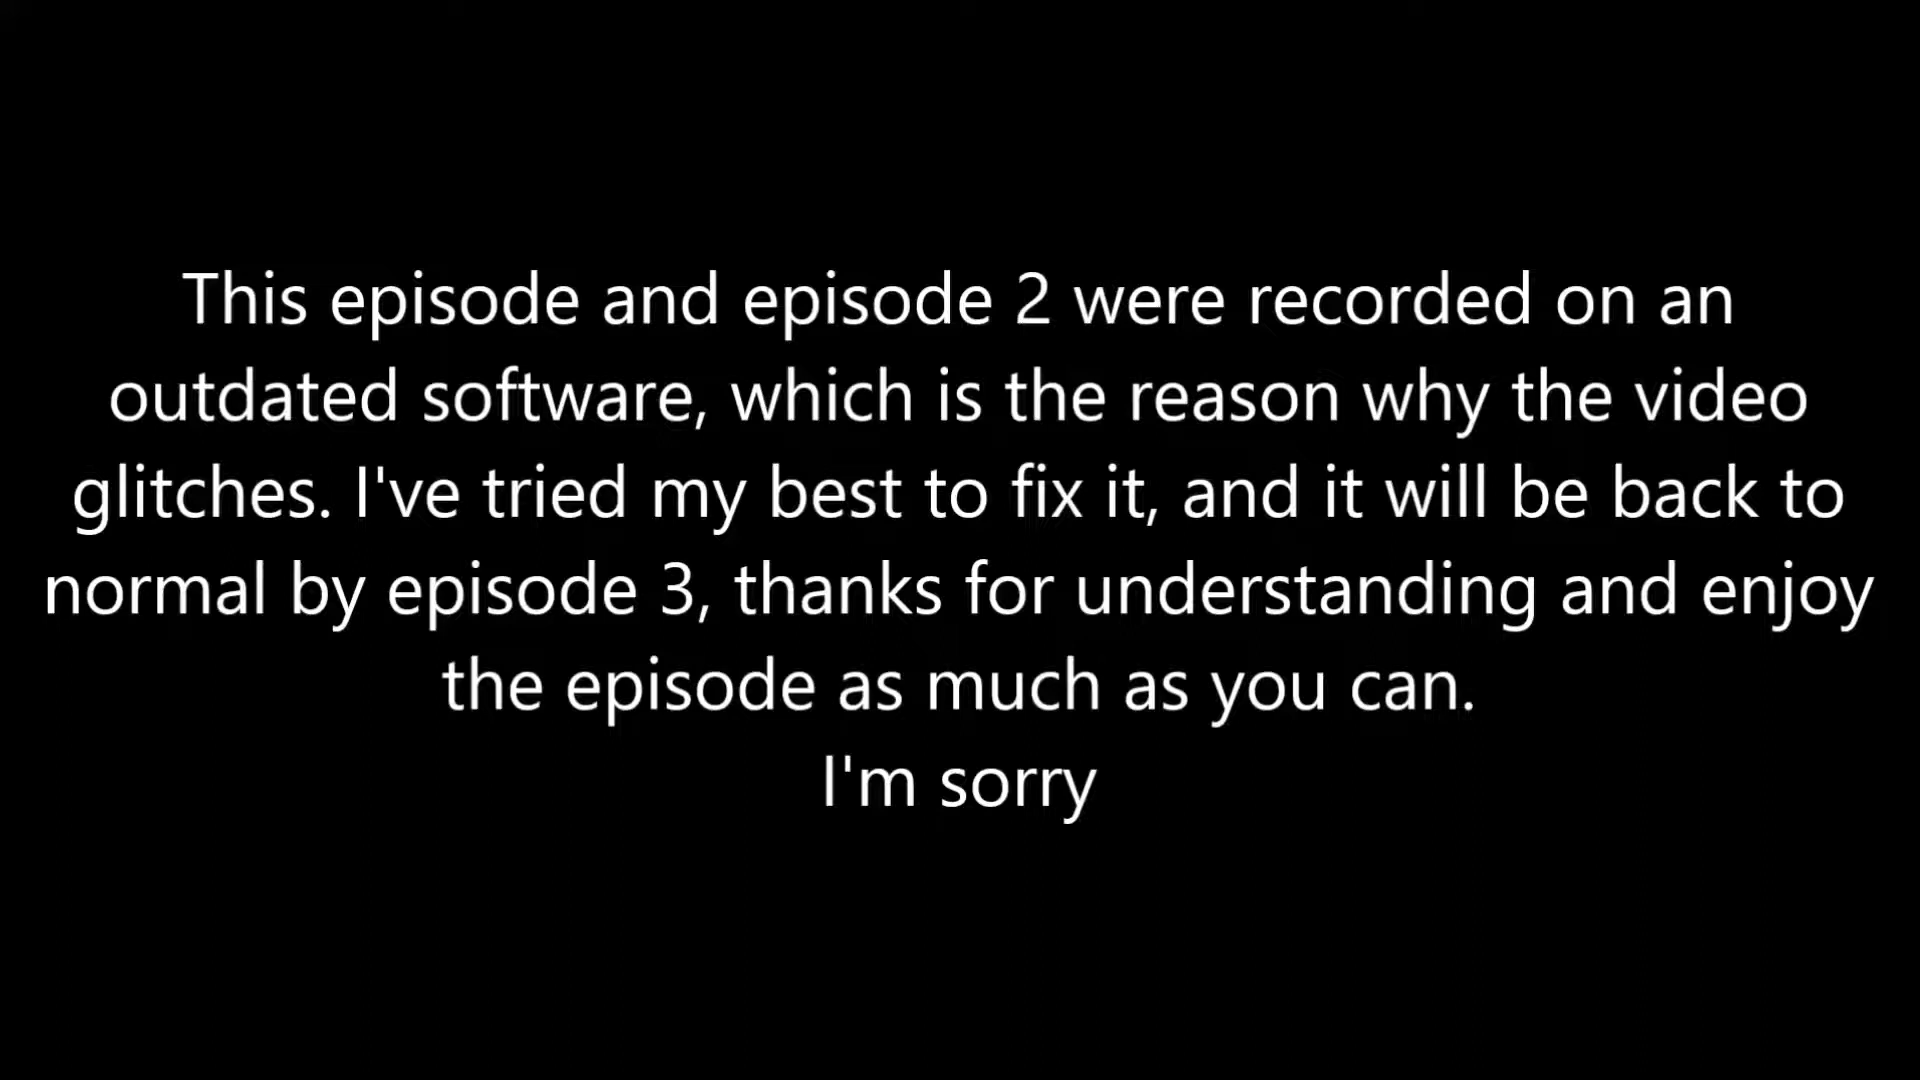 This episode and episode 2 were recorded on an
outdated software, which is the reason why the video
glitches. I've tried my best to fix it, and it will be back to
normal by episode 3, thanks for understanding and enjoy
the episode as much as you can.
I'm sorry